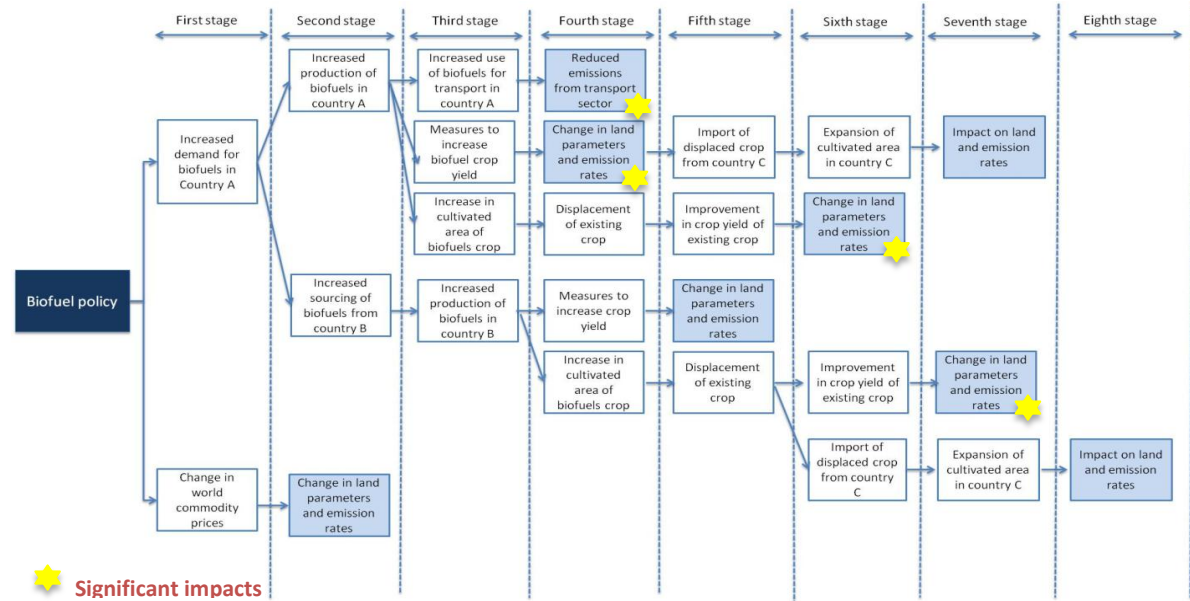 First stage
Second stage
Third stage
Fourth stage
Fifth stage
Sixth stage
Seventh stage
Eighth stage
Increased
production of
biofuels in
country A
Increased use
of biofuels for
transport in
country A
Reduced
emissions
from transport
sector
Increased
demand for
biofuels in
Country A
Measures to
increase
biofuel crop
yield
Change in land
parameters
and emission
rates
Import of
displaced crop
from country C
Expansion of
cultivated area
in country C
Impact on land
and emission
rates
Increase in
cultivated
area of
biofuels crop
Displacement
of existing
crop
Improvement
in crop yield of
existing crop
Change in land
parameters
and emission
rates
Biofuel policy
Increased
sourcing of
biofuels from
country B
Increased
production of
biofuels in
country B
Measures to
increase crop
yield
Change in land
parameters
and emission
rates
Increase in
cultivated
area of
biofuels crop
Displacement
of existing
crop
Improvement
in crop yield of
existing crop
Change in land
parameters
and emission
rates
Import of
displaced crop
from country
C
Expansion of
cultivated area
in country C
Impact on land
and emission
rates
Change in
world
commodity
prices
Change in land
parameters
and emission
rates
Significant impacts